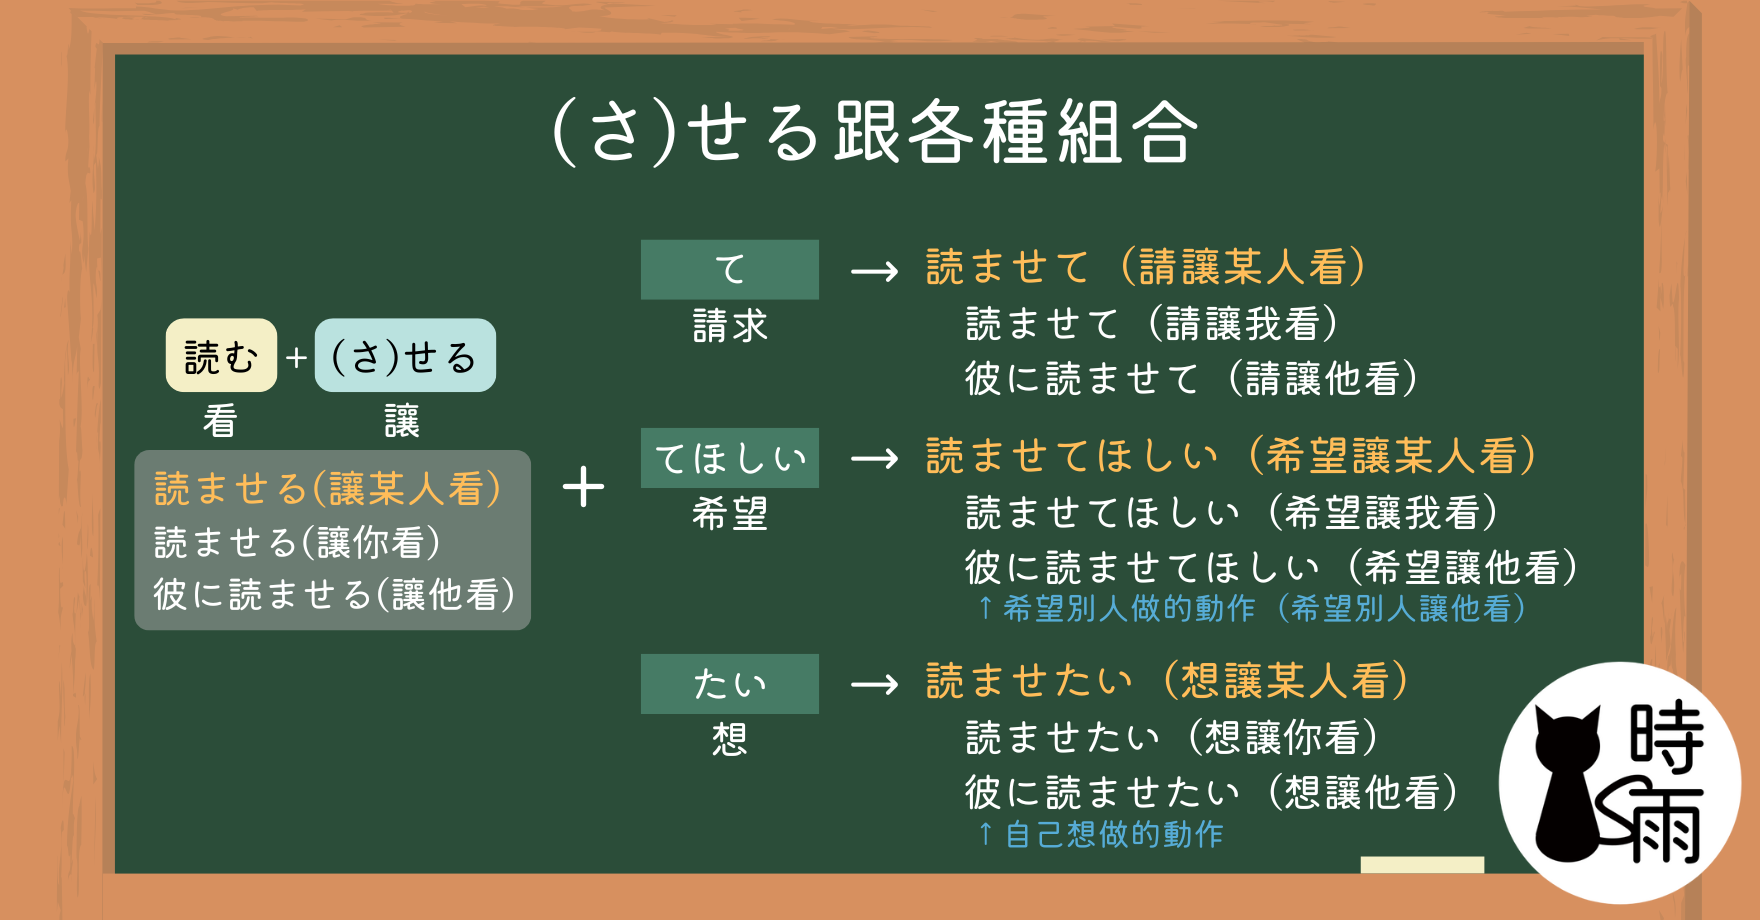 (さ)せる跟各種組合
読む + (さ)せる
看 讓
読ませる(讓某人看)
読ませる(讓你看)
彼に読ませる(讓他看)
+
て → 読ませて (請讓某人看)
請求
読ませて (請讓我看)
彼に読ませて (請讓他看)
てほしい → 読ませてほしい (希望讓某人看)
希望
読ませてほしい (希望讓我看)
彼に読ませてほしい (希望讓他看)
↑希望別人做的動作 (希望別人讓他看)
たい → 読ませたい (想讓某人看)
想
読ませたい (想讓你看)
彼に読ませたい (想讓他看)
↑自己想做的動作
時雨